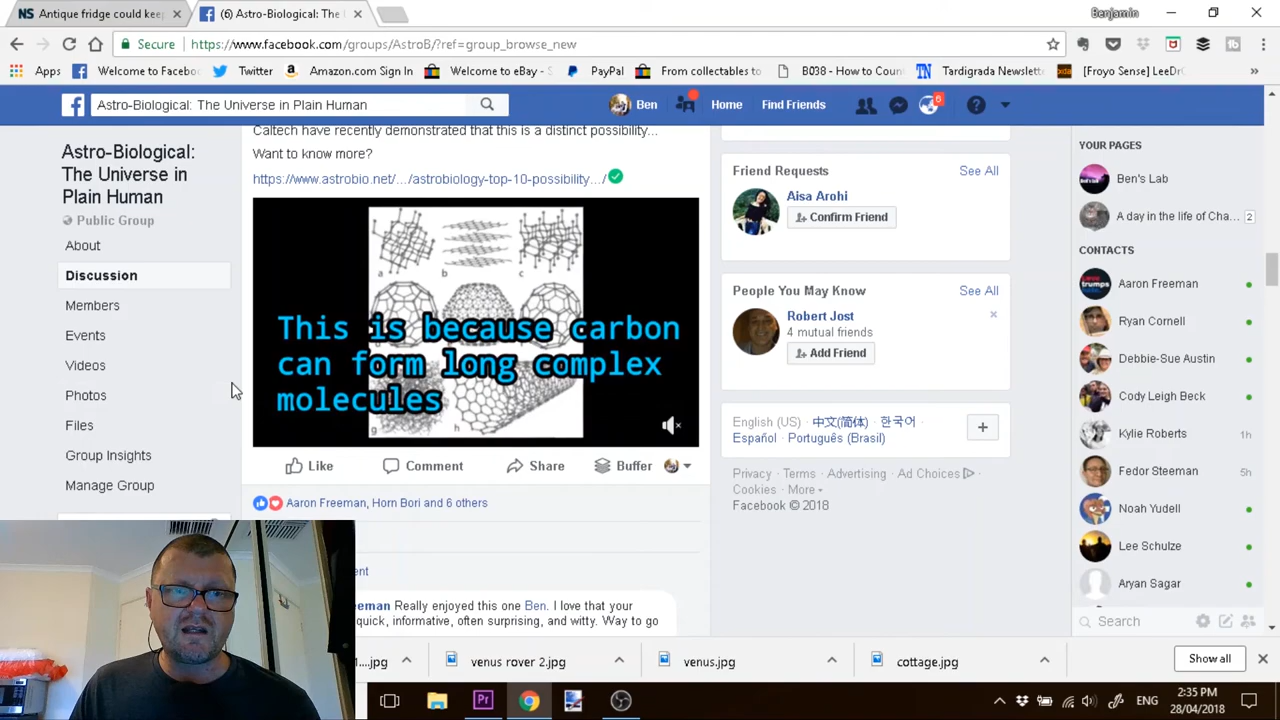 NS Antique fridge could kee
(6) Astro-Biological: The Un
Benjamin
Secure
https://www.facebook.com/groups/AstroB/?ref=group_browse_new
Apps
Welcome to Faceboo
Twitter
Amazon.com Sign In
Welcome to eBay - S
PayPal
From collectables to
B038 - How to Count
TN Tardigrada Newslette
[Froyo Sense] LeeDrC
»
Astro-Biological: The Universe in Plain Human
Ben
Home
Find Friends
6
Astro-Biological:
The Universe in
Plain Human
Public Group
About
Discussion
Members
Events
Videos
Photos
Files
Group Insights
Manage Group
Caltech have recently demonstrated that this is a distinct possibility...
Want to know more?
https://www.astrobio.net/.../astrobiology-top-10-possibility.../
a b c
This is because carbon
can form long complex
molecules
g h
Like
Comment
Share
Buffer
Aaron Freeman, Horn Bori and 6 others
eeman Really enjoyed this one Ben. I love that your
quick, informative, often surprising, and witty. Way to go
Friend Requests
See All
Aisa Arohi
Confirm Friend
People You May Know
See All
Robert Jost
4 mutual friends
Add Friend
English (US) · 中文(简体) · 한국어 ·
Español · Português (Brasil)
+
Privacy · Terms · Advertising · Ad Choices ·
Cookies · More
Facebook © 2018
YOUR PAGES
Ben's Lab
A day in the life of Cha... 2
CONTACTS
Aaron Freeman
Ryan Cornell
Debbie-Sue Austin
Cody Leigh Beck
Kylie Roberts 1h
Fedor Steeman 5h
Noah Yudell
Lee Schulze
Aryan Sagar
Search
....jpg
venus rover 2.jpg
venus.jpg
cottage.jpg
Show all
Pr
ENG
2:35 PM
28/04/2018